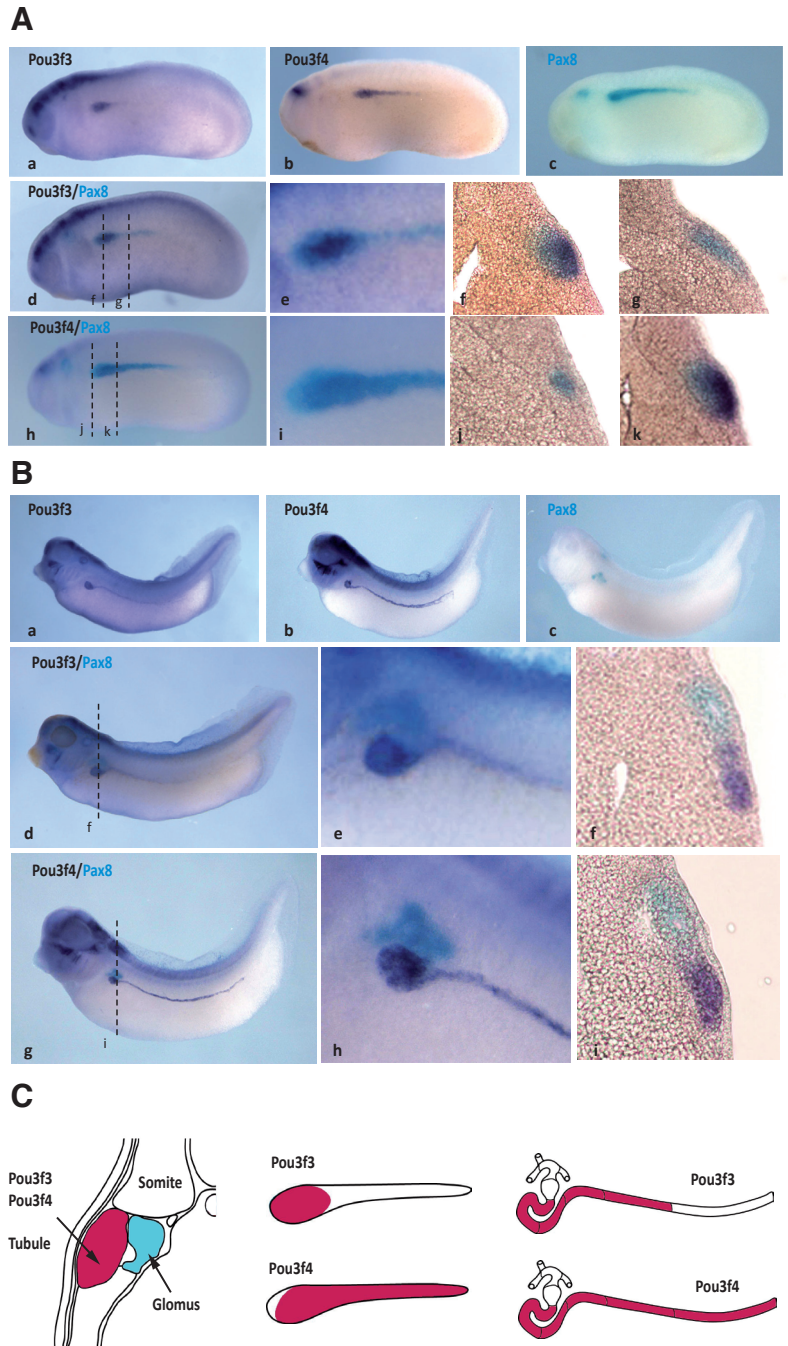 A
Pou3f3
Pou3f4
Pax8
a
b
c
Pou3f3/Pax8
f
g
d
e
f
g
Pou3f4/Pax8
j
k
h
i
j
k
B
Pou3f3
Pou3f4
Pax8
a
b
c
Pou3f3/Pax8
f
d
e
f
Pou3f4/Pax8
i
g
h
i
C
Pou3f3
Pou3f4
Tubule
Somite
Glomus
Pou3f3
Pou3f4
Pou3f3
Pou3f4